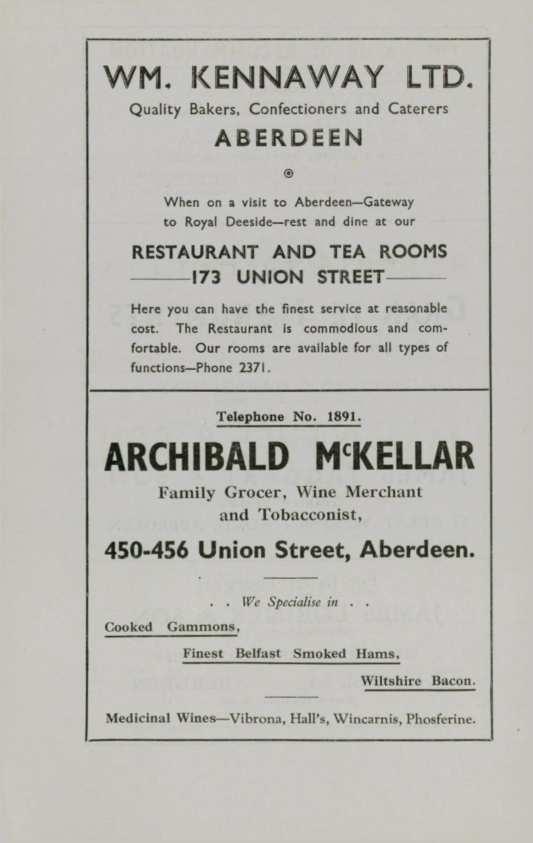 WM. KENNAWAY LTD.
Quality Bakers, Confectioners and Caterers
ABERDEEN
When on a visit to Aberdeen—Gateway
to Royal Deeside—rest and dine at our
RESTAURANT AND TEA ROOMS
173 UNION STREET
Here you can have the finest service at reasonable
cost. The Restaurant is commodious and com-
fortable. Our rooms are available for all types of
functions—Phone 2371.
Telephone No. 1891.
ARCHIBALD McKELLAR
Family Grocer, Wine Merchant
and Tobacconist,
450-456 Union Street, Aberdeen.
. . We Specialise in . .
Cooked Gammons,
Finest Belfast Smoked Hams,
Wiltshire Bacon.
Medicinal Wines—Vibrona, Hall's, Wincarnis, Phosferine.